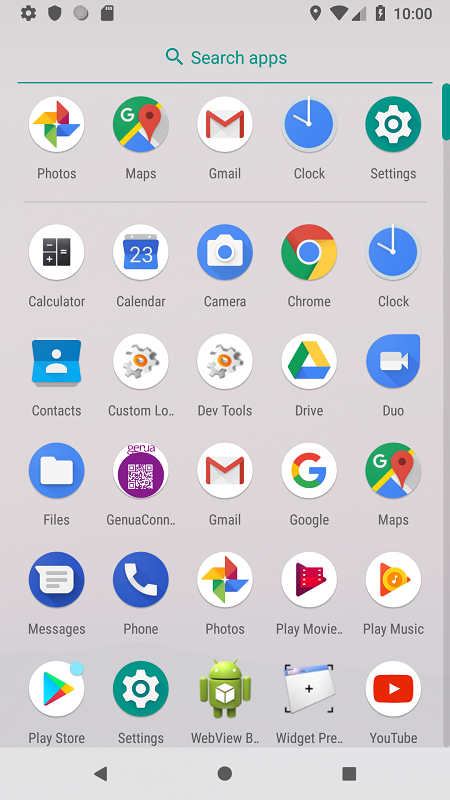 10:00
Search apps
Photos
Maps
Gmail
Clock
Settings
Calculator
23
Calendar
Camera
Chrome
Clock
Contacts
Custom Lo..
Dev Tools
Drive
Duo
Files
genua
GenuaConn..
Gmail
Google
Maps
Messages
Phone
Photos
Play Movie..
Play Music
Play Store
Settings
WebView B..
Widget Pre..
YouTube